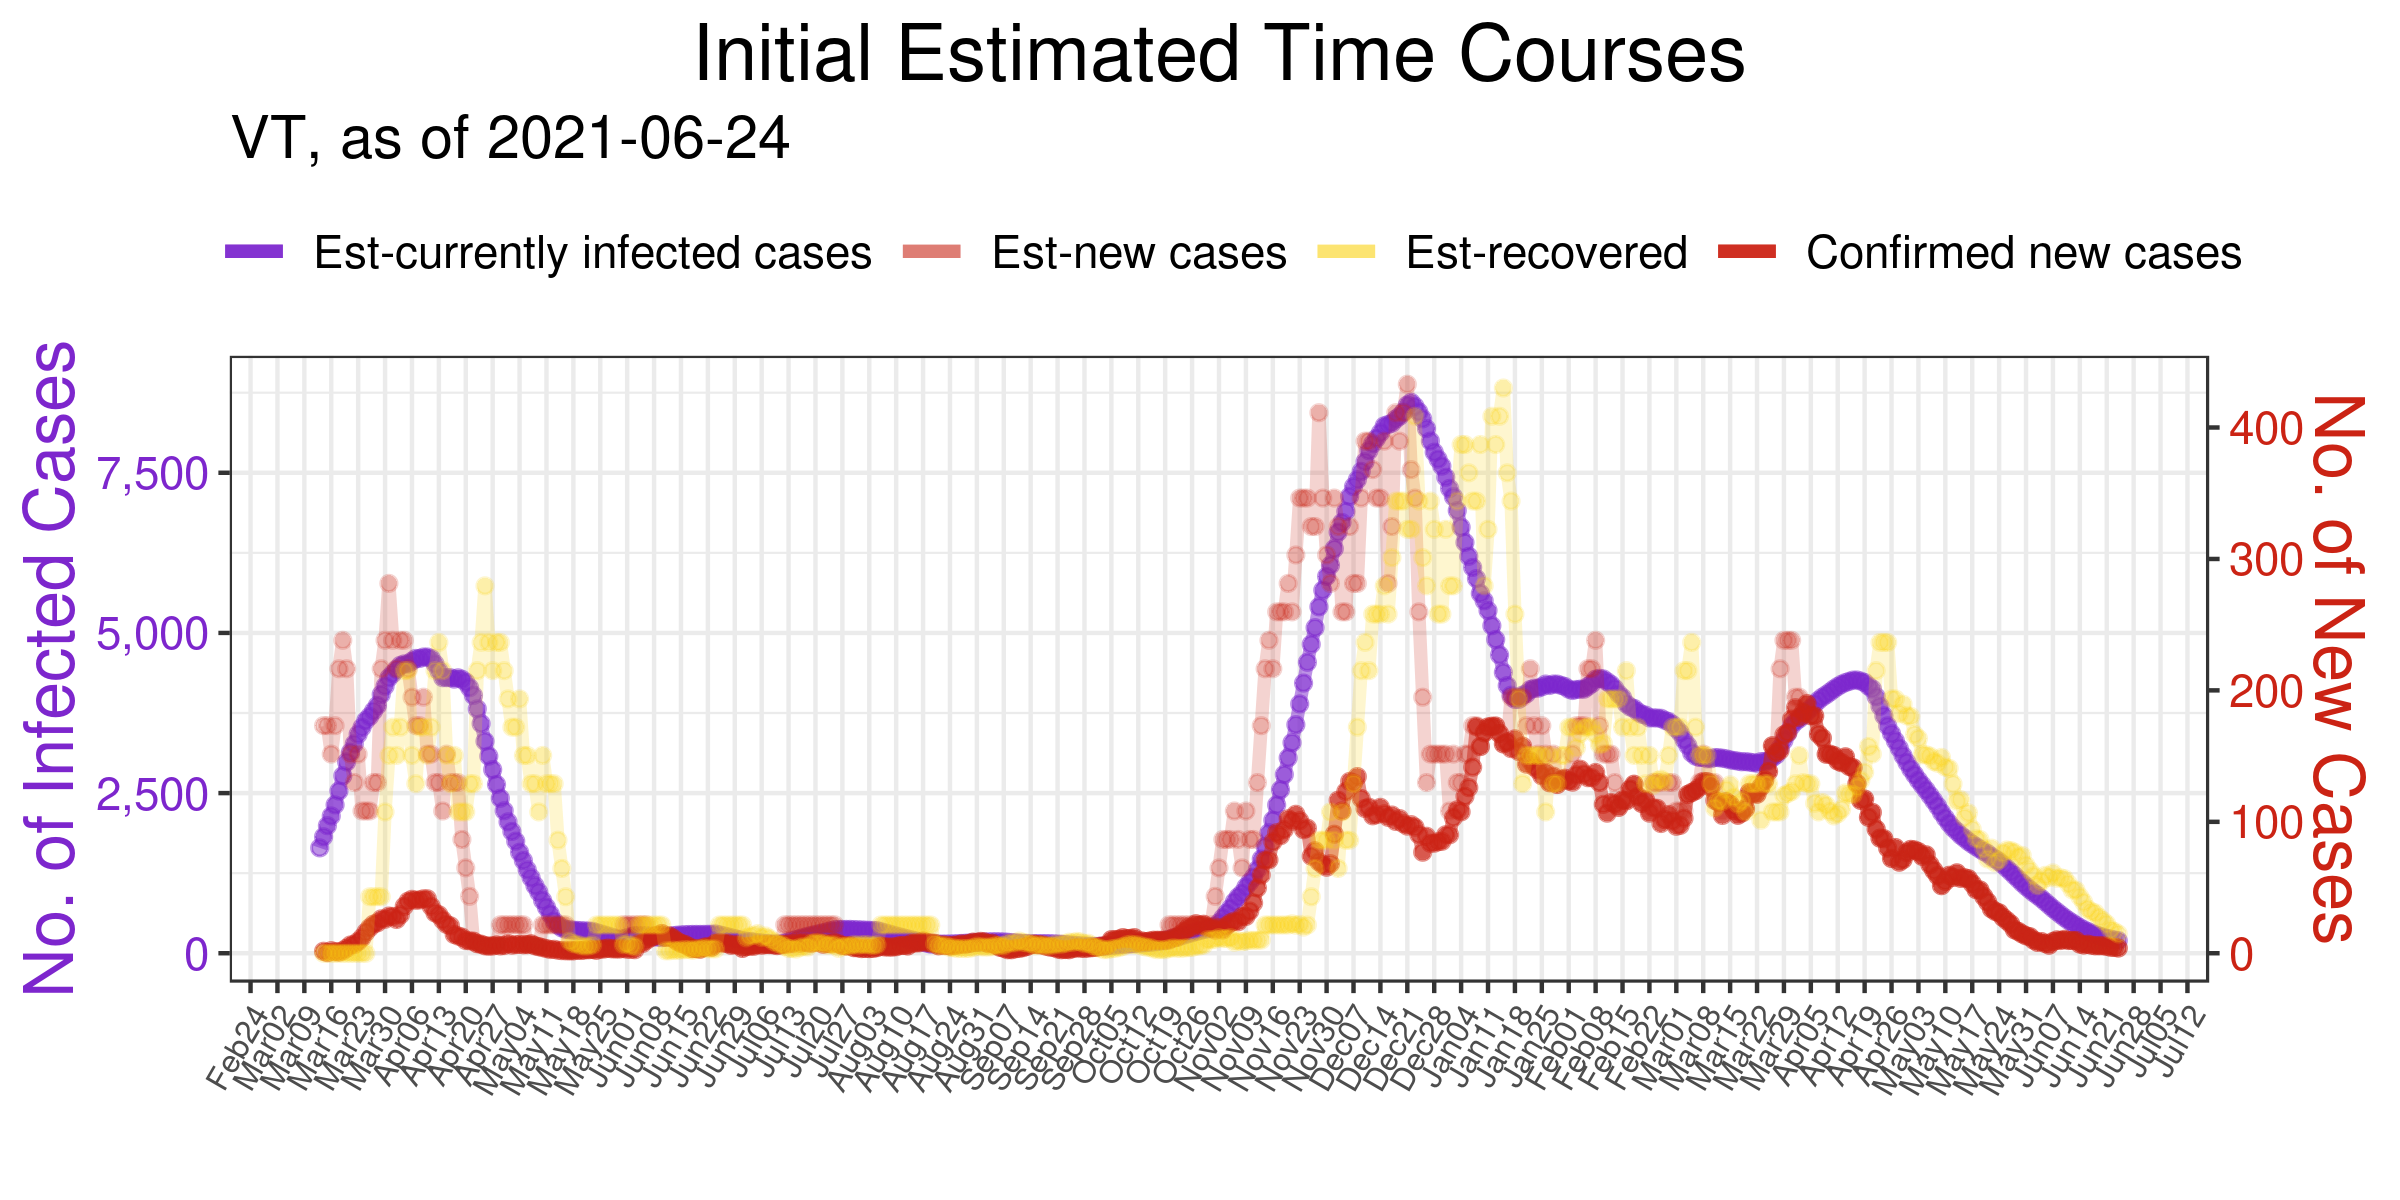 Initial Estimated Time Courses
VT, as of 2021-06-24
Est-currently infected cases Est-new cases Est-recovered Confirmed new cases
No. of Infected Cases
7,500
5,000
2,500
0
400
300
200
100
0
No. of New Cases
Feb24 Mar02 Mar09 Mar16 Mar23 Mar30 Apr06 Apr13 Apr20 Apr27 May04 May11 May18 May25 Jun01 Jun08 Jun15 Jun22 Jun29 Jul06 Jul13 Jul20 Jul27 Aug03 Aug10 Aug17 Aug24 Aug31 Sep07 Sep14 Sep21 Sep28 Oct05 Oct12 Oct19 Oct26 Nov02 Nov09 Nov16 Nov23 Nov30 Dec07 Dec14 Dec21 Dec28 Jan04 Jan11 Jan18 Jan25 Feb01 Feb08 Feb15 Feb22 Mar01 Mar08 Mar15 Mar22 Mar29 Apr05 Apr12 Apr19 Apr26 May03 May10 May17 May24 May31 Jun07 Jun14 Jun21 Jun28 Jul05 Jul12